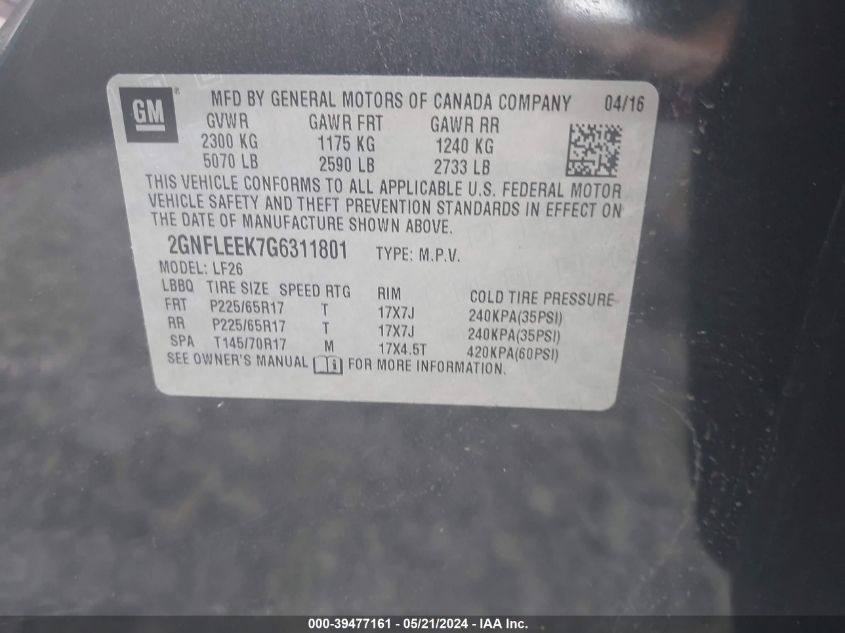 GM
MFD BY GENERAL MOTORS OF CANADA COMPANY 04/16
GVWR GAWR FRT GAWR RR
2300 KG 1175 KG 1240 KG
5070 LB 2590 LB 2733 LB
THIS VEHICLE CONFORMS TO ALL APPLICABLE U.S. FEDERAL MOTOR
VEHICLE SAFETY AND THEFT PREVENTION STANDARDS IN EFFECT ON
THE DATE OF MANUFACTURE SHOWN ABOVE.
2GNFLEEK7G6311801 TYPE: M.P.V.
MODEL: LF26
LBBQ TIRE SIZE SPEED RTG RIM COLD TIRE PRESSURE
FRT P225/65R17 T 17X7J 240KPA(35PSI)
RR P225/65R17 T 17X7J 240KPA(35PSI)
SPA T145/70R17 M 17X4.5T 420KPA(60PSI)
SEE OWNER'S MANUAL FOR MORE INFORMATION.
000-39477161 - 05/21/2024 - IAA Inc.